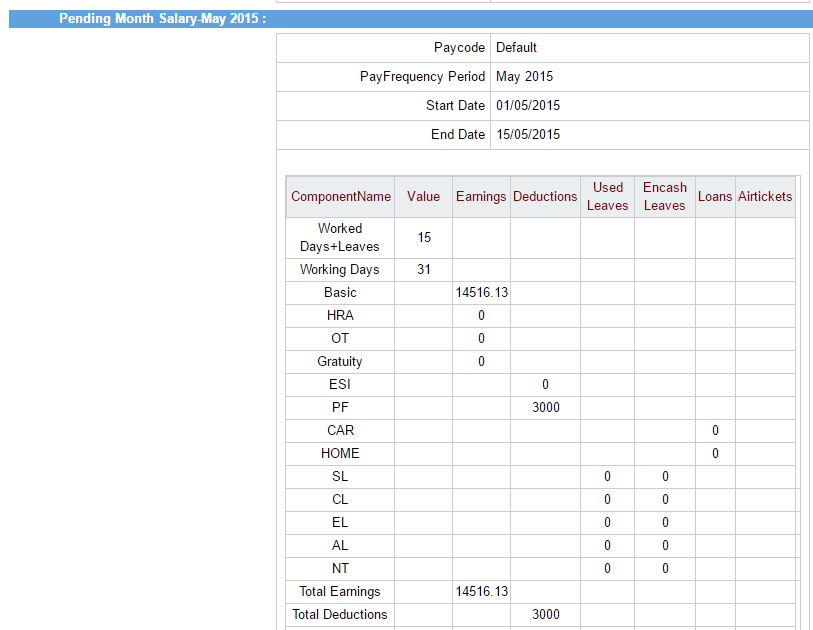 Pending Month Salary-May 2015 :
Paycode Default
PayFrequency Period May 2015
Start Date 01/05/2015
End Date 15/05/2015
ComponentName Value Earnings Deductions Used Leaves Encash Leaves Loans Airtickets
Worked Days+Leaves 15
Working Days 31
Basic 14516.13
HRA 0
OT 0
Gratuity 0
ESI 0
PF 3000
CAR 0
HOME 0
SL 0 0
CL 0 0
EL 0 0
AL 0 0
NT 0 0
Total Earnings 14516.13
Total Deductions 3000